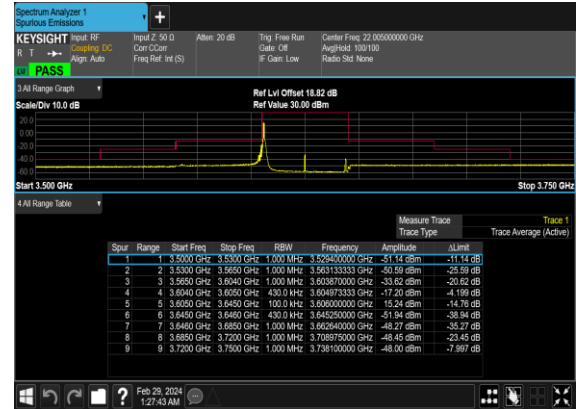 Spectrum Analyzer 1
Spurious Emissions
+
KEYSIGHT Input: RF Input Z: 50 Ω Atten: 20 dB Trig: Free Run Center Freq: 22.005000000 GHz
R T Coupling: DC Corr CCorr Gate: Off Avg|Hold: 100/100
Align: Auto Freq Ref: Int (S) IF Gain: Low Radio Std: None
PASS
3 All Range Graph
Ref Lvl Offset 18.82 dB
Scale/Div 10.0 dB Ref Value 30.00 dBm
20.0
0.00
-20.0
-40.0
-60.0
Start 3.500 GHz Stop 3.750 GHz
4 All Range Table
Measure Trace Trace 1
Trace Type Trace Average (Active)
Spur Range Start Freq Stop Freq RBW Frequency Amplitude ΔLimit
1 1 3.5000 GHz 3.5300 GHz 1.000 MHz 3.529400000 GHz -51.14 dBm -11.14 dB
2 2 3.5300 GHz 3.5650 GHz 1.000 MHz 3.563133333 GHz -50.59 dBm -25.59 dB
3 3 3.5650 GHz 3.6040 GHz 1.000 MHz 3.603870000 GHz -33.62 dBm -20.62 dB
4 4 3.6040 GHz 3.6050 GHz 430.0 kHz 3.604973333 GHz -17.20 dBm -4.199 dB
5 5 3.6050 GHz 3.6450 GHz 100.0 kHz 3.606000000 GHz 15.24 dBm -14.76 dB
6 6 3.6450 GHz 3.6460 GHz 430.0 kHz 3.645250000 GHz -51.94 dBm -38.94 dB
7 7 3.6460 GHz 3.6850 GHz 1.000 MHz 3.662640000 GHz -48.27 dBm -35.27 dB
8 8 3.6850 GHz 3.7200 GHz 1.000 MHz 3.708975000 GHz -48.45 dBm -23.45 dB
9 9 3.7200 GHz 3.7500 GHz 1.000 MHz 3.738100000 GHz -48.00 dBm -7.997 dB
? Feb 29, 2024
1:27:43 AM